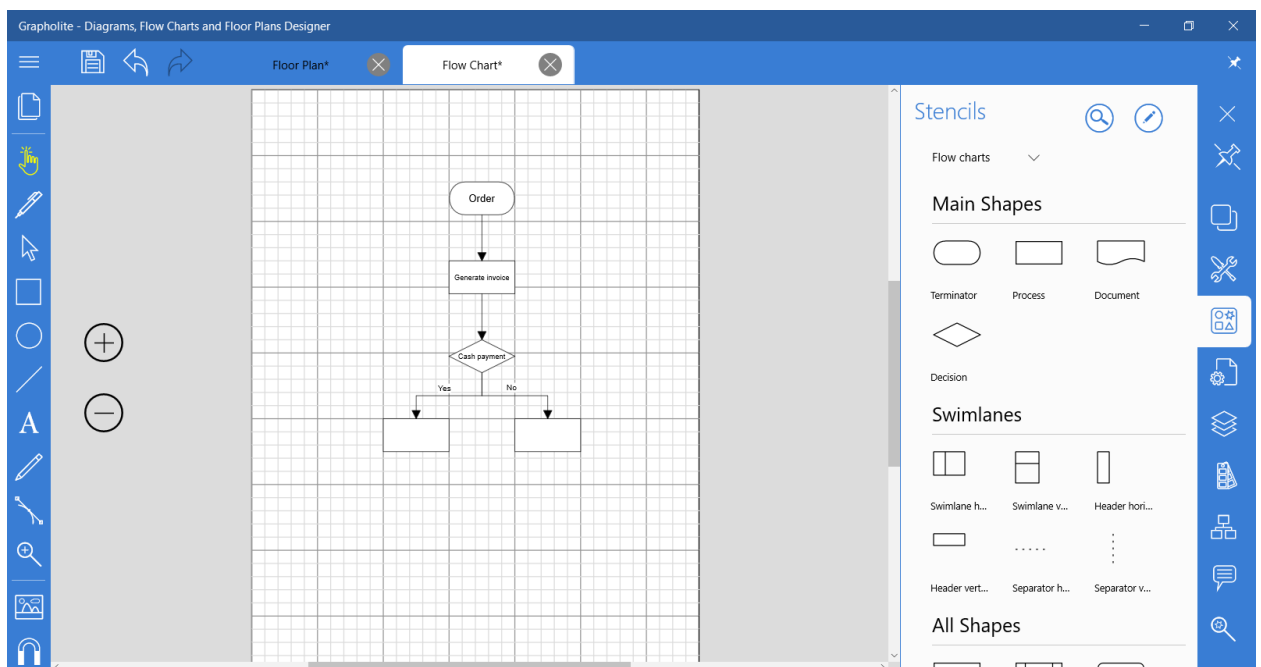 Grapholite - Diagrams, Flow Charts and Floor Plans Designer
Floor Plan*
Flow Chart*
Order
Generate invoice
Cash payment
Yes
No
A
Stencils
Flow charts
Main Shapes
Terminator
Process
Document
Decision
Swimlanes
Swimlane h...
Swimlane v...
Header hori...
Header vert...
Separator h...
Separator v...
All Shapes